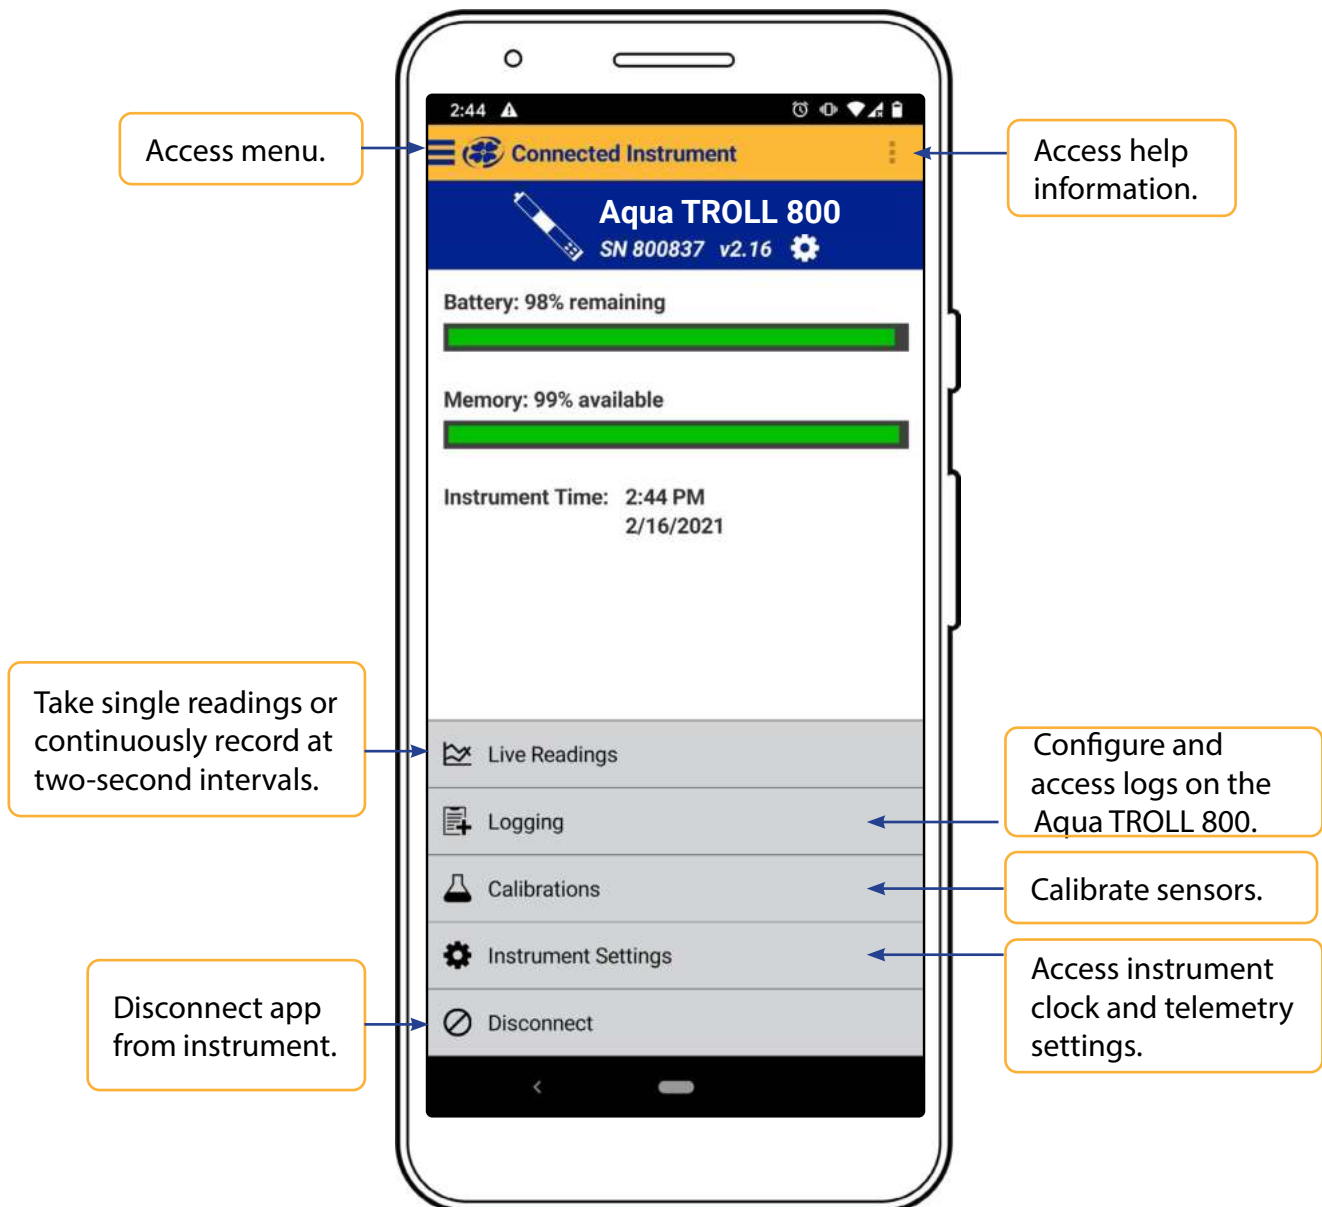 2:44
Access menu.
Connected Instrument
Access help
information.
Aqua TROLL 800
SN 800837 v2.16
Battery: 98% remaining
Memory: 99% available
Instrument Time: 2:44 PM
2/16/2021
Take single readings or
continuously record at
two-second intervals.
Live Readings
Configure and
access logs on the
Aqua TROLL 800.
Logging
Calibrations
Calibrate sensors.
Instrument Settings
Access instrument
clock and telemetry
settings.
Disconnect app
from instrument.
Disconnect